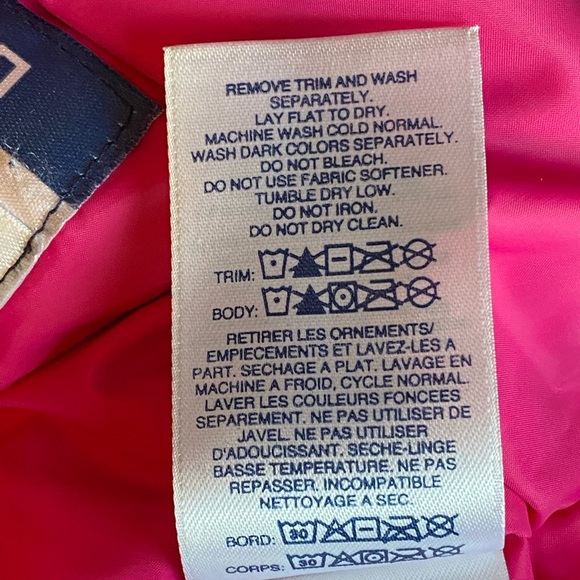 REMOVE TRIM AND WASH
SEPARATELY.
LAY FLAT TO DRY.
MACHINE WASH COLD NORMAL.
WASH DARK COLORS SEPARATELY.
DO NOT BLEACH.
DO NOT USE FABRIC SOFTENER.
TUMBLE DRY LOW.
DO NOT IRON.
DO NOT DRY CLEAN.
TRIM:
BODY:
RETIRER LES ORNEMENTS/
EMPIECEMENTS ET LAVEZ-LES A
PART. SECHAGE A PLAT. LAVAGE EN
MACHINE A FROID, CYCLE NORMAL.
LAVER LES COULEURS FONCEES
SEPAREMENT. NE PAS UTILISER DE
JAVEL. NE PAS UTILISER
D'ADOUCISSANT. SECHE-LINGE
BASSE TEMPERATURE. NE PAS
REPASSER. INCOMPATIBLE
NETTOYAGE A SEC.
BORD: 30
CORPS: 30